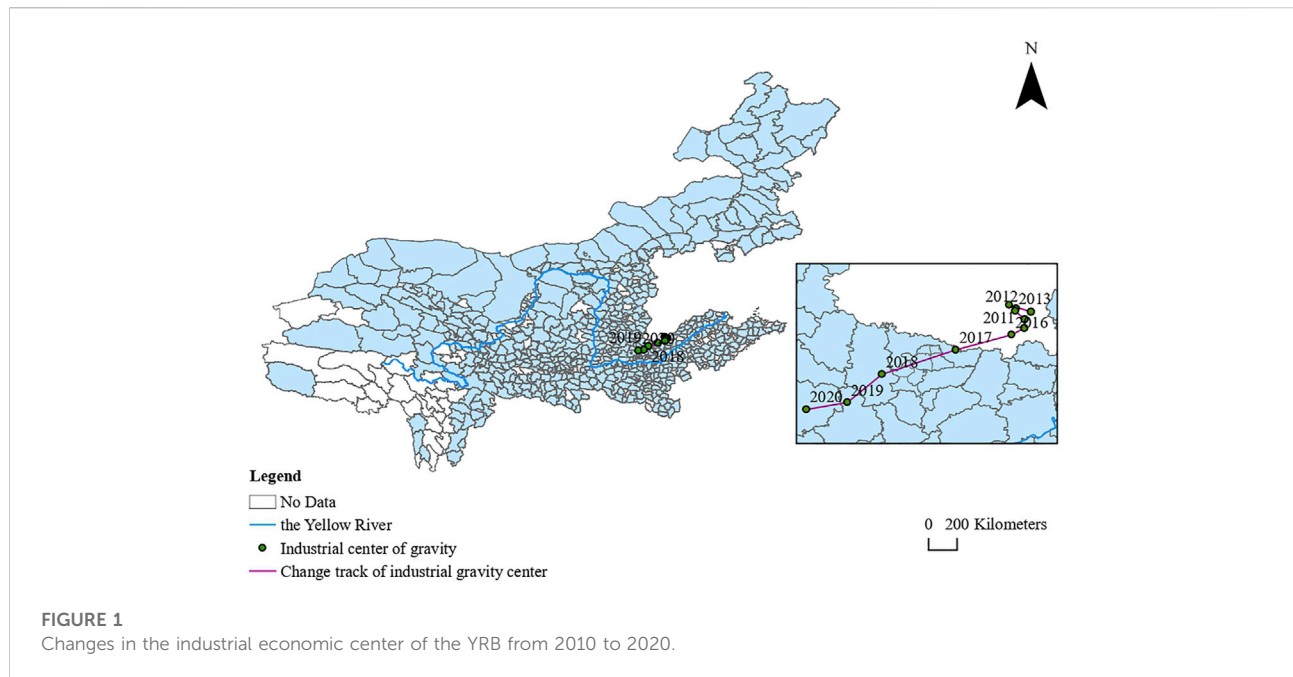 N
2019 2020
2018
2012 2013
2011 2016
2017
2018
2019
2020
Legend
No Data
the Yellow River
Industrial center of gravity
Change track of industrial gravity center
0 200 Kilometers
FIGURE 1
Changes in the industrial economic center of the YRB from 2010 to 2020.